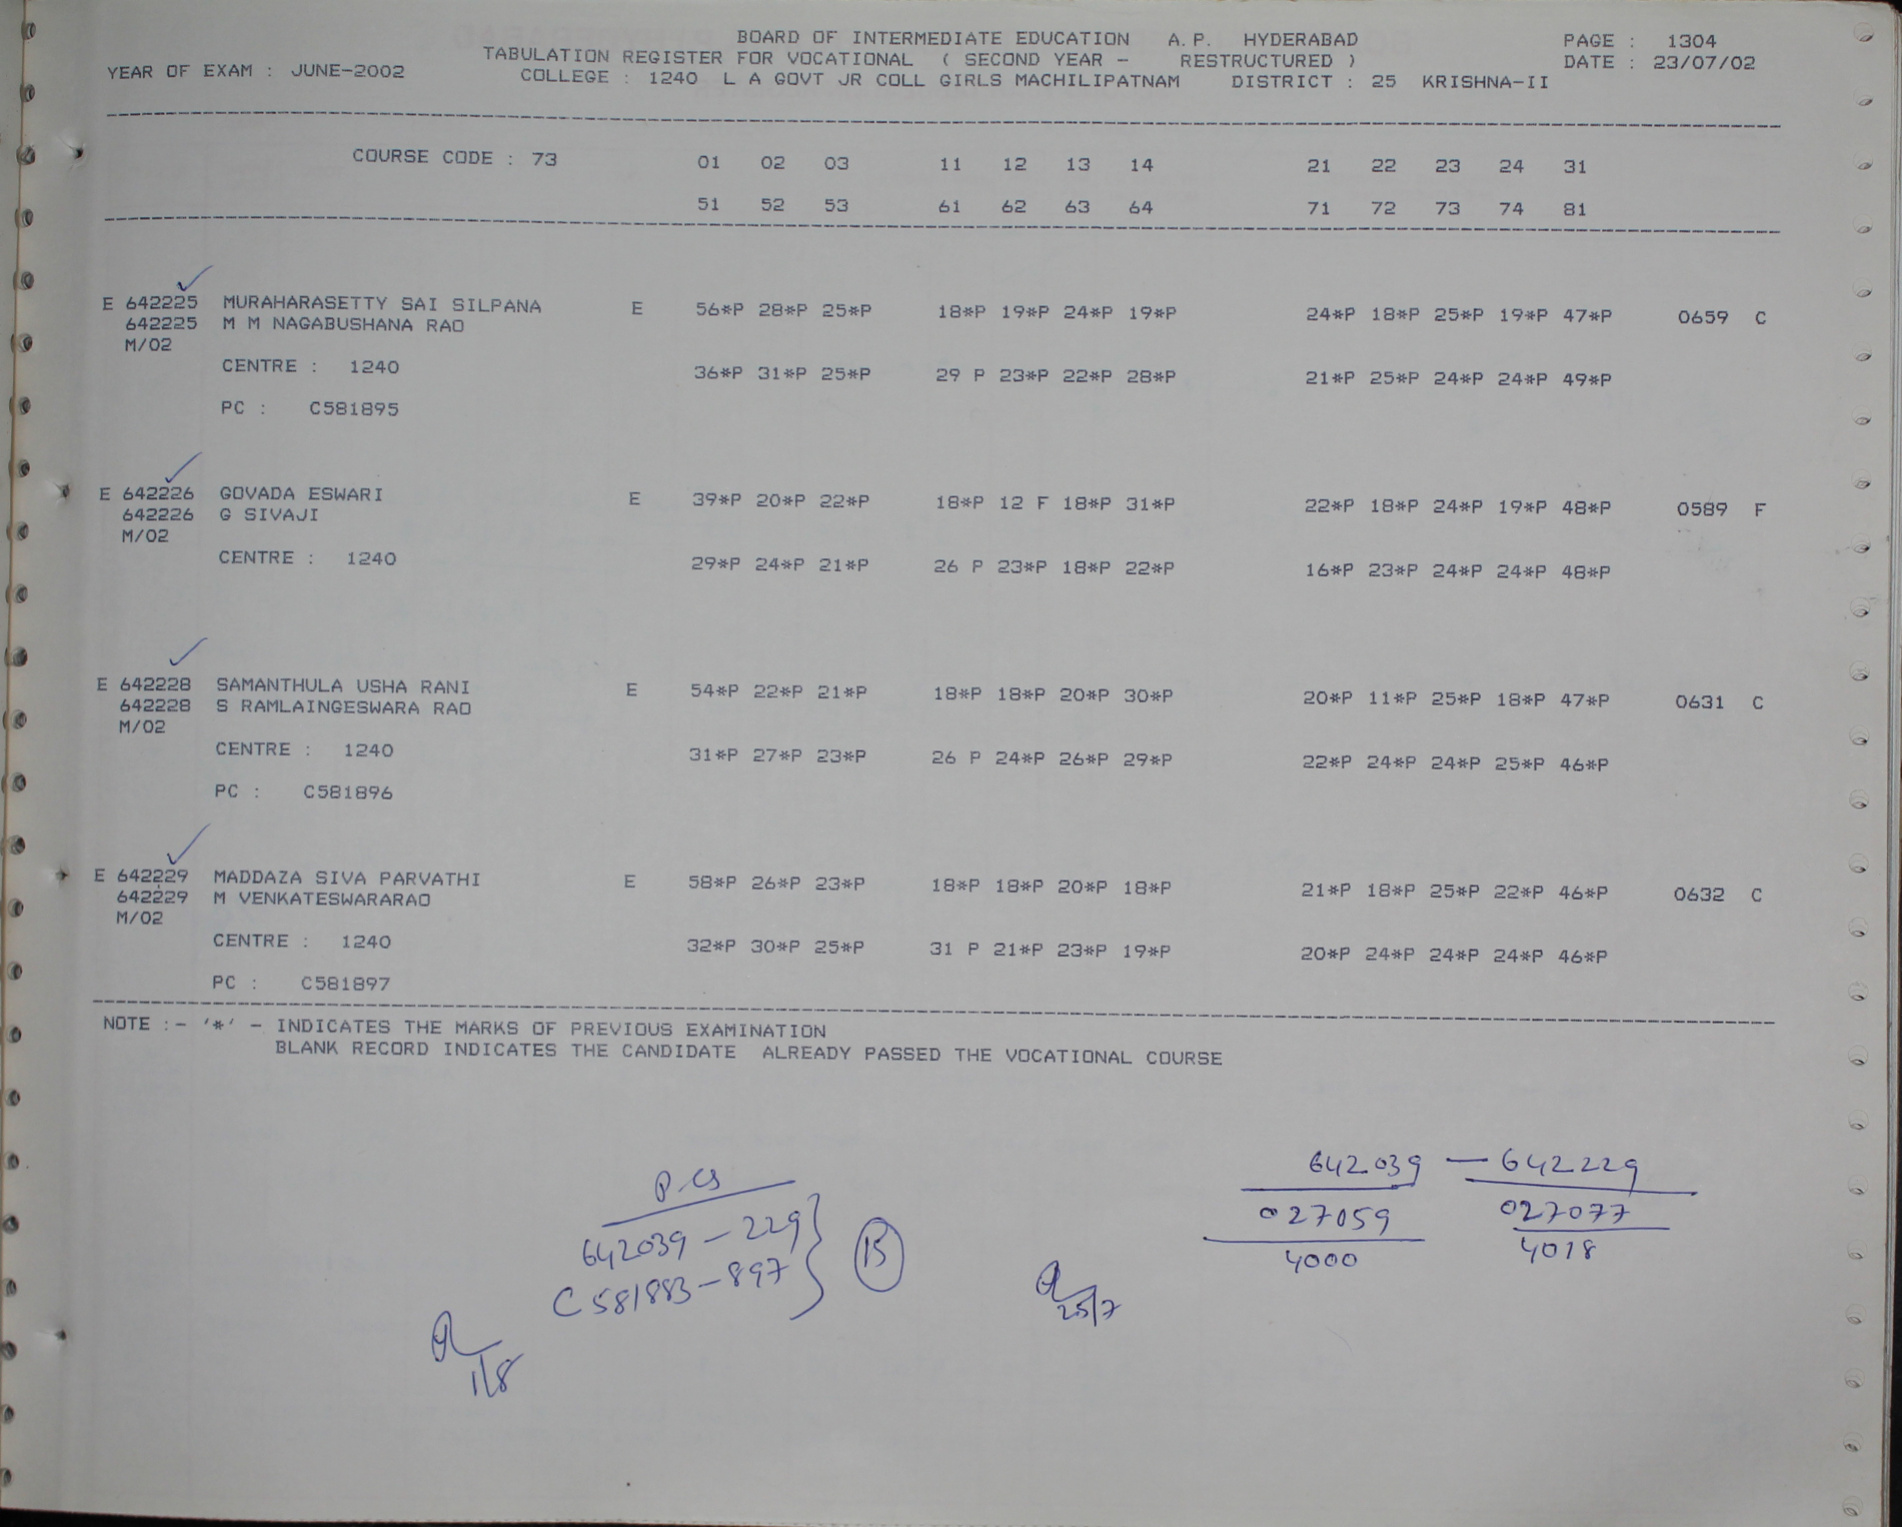 BOARD OF INTERMEDIATE EDUCATION A.P. HYDERABAD PAGE : 1304
TABULATION REGISTER FOR VOCATIONAL ( SECOND YEAR - RESTRUCTURED ) DATE : 23/07/02
YEAR OF EXAM : JUNE-2002 COLLEGE : 1240 L A GOVT JR COLL GIRLS MACHILIPATNAM DISTRICT : 25 KRISHNA-II
COURSE CODE : 73 01 02 03 11 12 13 14 21 22 23 24 31
51 52 53 61 62 63 64 71 72 73 74 81
E 642225 MURAHARASETTY SAI SILPANA E 56*P 28*P 25*P 18*P 19*P 24*P 19*P 24*P 18*P 25*P 19*P 47*P 0659 C
642225 M M NAGABUSHANA RAO
M/02
CENTRE : 1240 36*P 31*P 25*P 29 P 23*P 22*P 28*P 21*P 25*P 24*P 24*P 49*P
PC : C581895
E 642226 GOVADA ESWARI E 39*P 20*P 22*P 18*P 12 F 18*P 31*P 22*P 18*P 24*P 19*P 48*P 0589 F
642226 G SIVAJI
M/02
CENTRE : 1240 29*P 24*P 21*P 26 P 23*P 18*P 22*P 16*P 23*P 24*P 24*P 48*P
E 642228 SAMANTHULA USHA RANI E 54*P 22*P 21*P 18*P 18*P 20*P 30*P 20*P 11*P 25*P 18*P 47*P 0631 C
642228 S RAMLAINGESWARA RAO
M/02
CENTRE : 1240 31*P 27*P 23*P 26 P 24*P 26*P 29*P 22*P 24*P 24*P 25*P 46*P
PC : C581896
E 642229 MADDAZA SIVA PARVATHI E 58*P 26*P 23*P 18*P 18*P 20*P 18*P 21*P 18*P 25*P 22*P 46*P 0632 C
642229 M VENKATESWARARAO
M/02
CENTRE : 1240 32*P 30*P 25*P 31 P 21*P 23*P 19*P 20*P 24*P 24*P 24*P 46*P
PC : C581897
NOTE :- '*' - INDICATES THE MARKS OF PREVIOUS EXAMINATION
BLANK RECORD INDICATES THE CANDIDATE ALREADY PASSED THE VOCATIONAL COURSE
642039 — 642229
027059 027077
4000 4018
P.Cs
642039 - 229
C581883-897
25/7
1/8